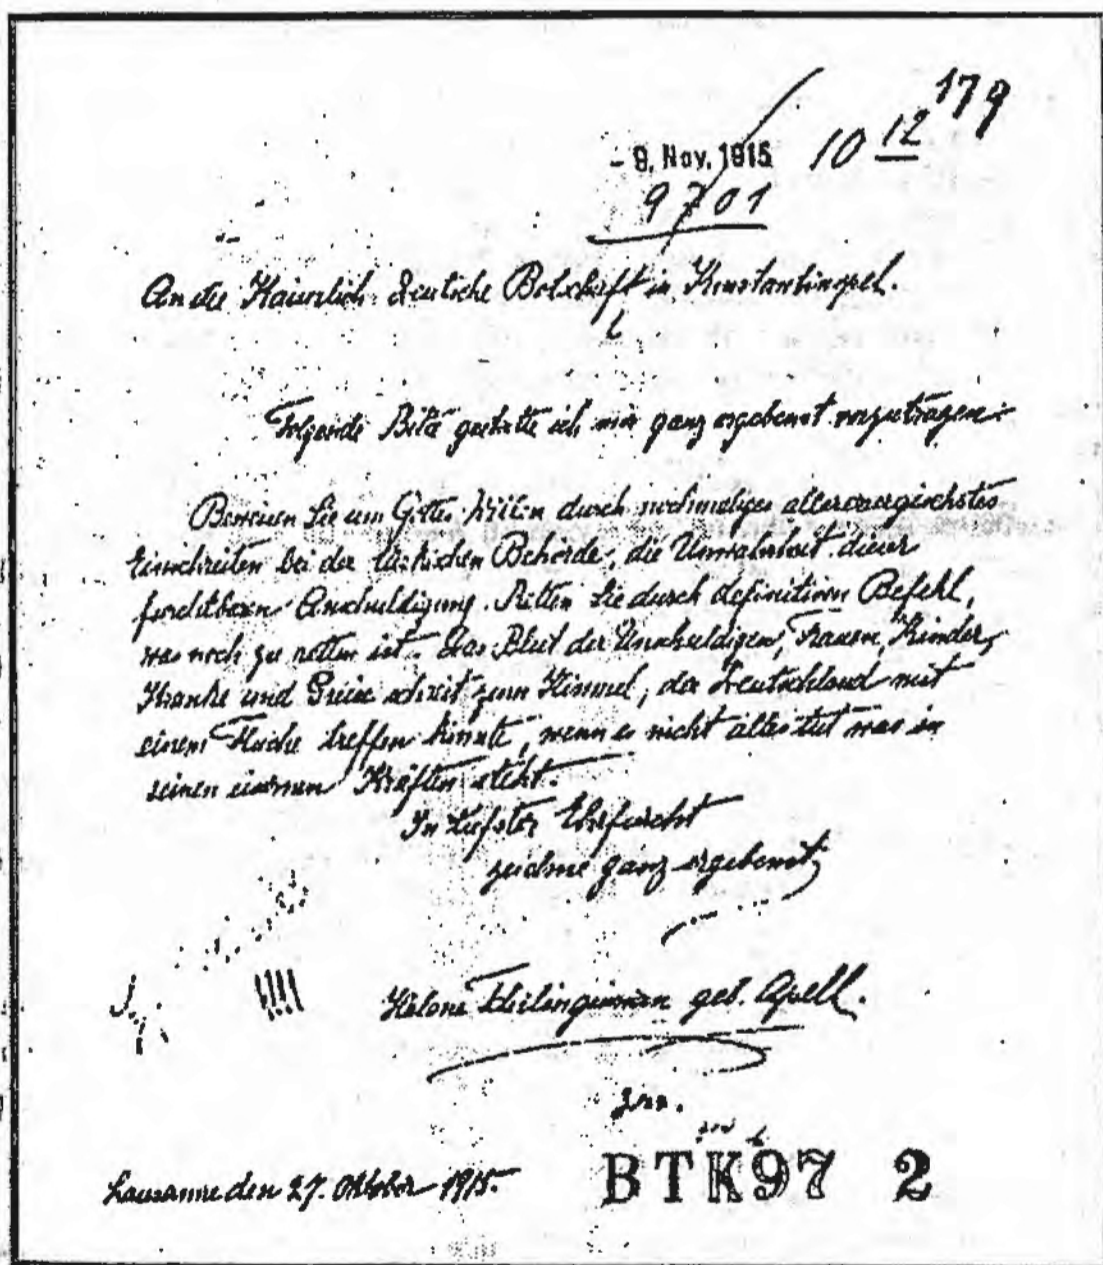 179
10 12
- 9. Nov. 1915
9701
An die Kaiserlich Deutsche Botschaft in Konstantinopel.
Folgende Bitte gestatte ich mir ganz ergebenst vorzutragen:
Beweisen Sie um Gottes Willen durch nochmaliges allerenergischstes
Einschreiten bei der türkischen Behörde, die Unwahrheit dieser
furchtbaren Anschuldigung. Retten Sie durch definitiven Befehl,
was noch zu retten ist. Das Blut der Unschuldigen, Frauen, Kinder,
Kranke und Greise schreit zum Himmel, der Deutschland mit
einem Fluche treffen könnte, wenn es nicht alles tut was in
seinen eisernen Kräften steht.
In tiefster Ehrfurcht
zeichne ganz ergebenst
!!!!
Helene geb. Apell.
Lausanne den 27. Oktober 1915.
BTK97 2